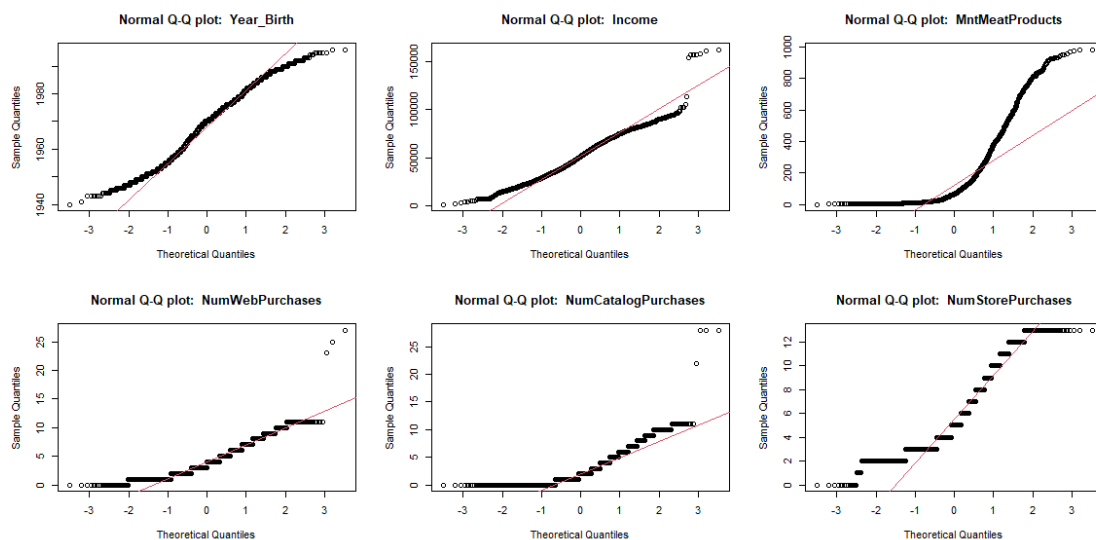 Normal Q-Q plot: Year_Birth
Sample Quantiles
1940 1960 1980
-3 -2 -1 0 1 2 3
Theoretical Quantiles
Normal Q-Q plot: Income
Sample Quantiles
0 50000 100000 150000
-3 -2 -1 0 1 2 3
Theoretical Quantiles
Normal Q-Q plot: MntMeatProducts
Sample Quantiles
0 200 400 600 800 1000
-3 -2 -1 0 1 2 3
Theoretical Quantiles
Normal Q-Q plot: NumWebPurchases
Sample Quantiles
0 5 10 15 20 25
-3 -2 -1 0 1 2 3
Theoretical Quantiles
Normal Q-Q plot: NumCatalogPurchases
Sample Quantiles
0 5 10 15 20 25
-3 -2 -1 0 1 2 3
Theoretical Quantiles
Normal Q-Q plot: NumStorePurchases
Sample Quantiles
0 2 4 6 8 10 12
-3 -2 -1 0 1 2 3
Theoretical Quantiles